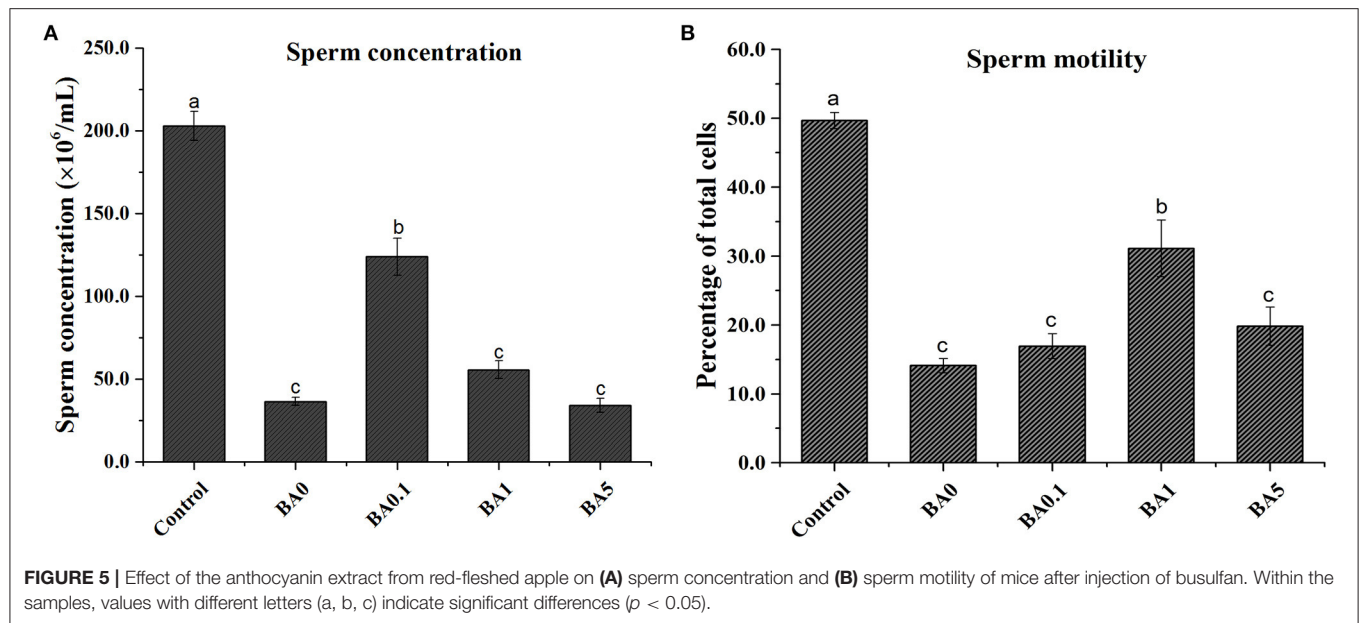 A
Sperm concentration
Sperm concentration (×10⁶/mL)
250.0
200.0
150.0
100.0
50.0
0.0
a
c
b
c
c
Control
BA0
BA0.1
BA1
BA5
B
Sperm motility
Percentage of total cells
60.0
50.0
40.0
30.0
20.0
10.0
0.0
a
c
c
b
c
Control
BA0
BA0.1
BA1
BA5
FIGURE 5 | Effect of the anthocyanin extract from red-fleshed apple on (A) sperm concentration and (B) sperm motility of mice after injection of busulfan. Within the
samples, values with different letters (a, b, c) indicate significant differences (p < 0.05).